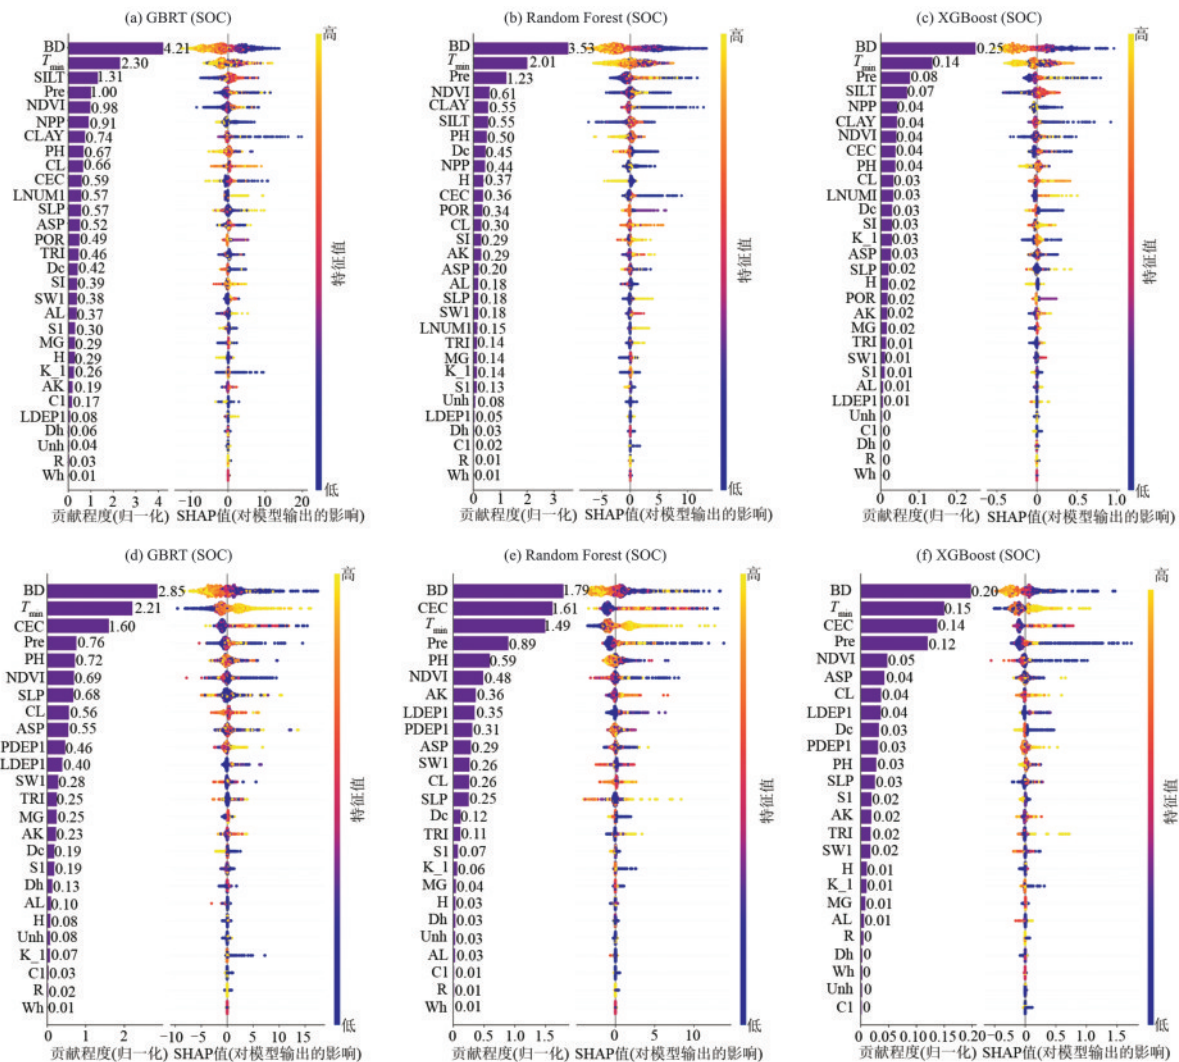 (a) GBRT (SOC)
BD 4.21
Tmin 2.30
SILT 1.31
Pre 1.00
NDVI 0.98
NPP 0.91
CLAY 0.74
PH 0.67
CL 0.66
CEC 0.59
LNUM1 0.57
SLP 0.57
ASP 0.52
POR 0.49
TRI 0.46
Dc 0.42
SI 0.39
SW1 0.38
AL 0.37
S1 0.30
MG 0.29
H 0.29
K_1 0.26
AK 0.19
C1 0.17
LDEP1 0.08
Dh 0.06
Unh 0.04
R 0.03
Wh 0.01
0 1 2 3 4 −10 0 10 20
贡献程度(归一化) SHAP值(对模型输出的影响)
高
特征值
低
(b) Random Forest (SOC)
BD 3.53
Tmin 2.01
Pre 1.23
NDVI 0.61
CLAY 0.55
SILT 0.55
PH 0.50
Dc 0.45
NPP 0.44
H 0.37
CEC 0.36
POR 0.34
CL 0.30
SI 0.29
AK 0.29
ASP 0.20
AL 0.18
SLP 0.18
SW1 0.18
LNUM1 0.15
TRI 0.14
MG 0.14
K_1 0.14
S1 0.13
Unh 0.08
LDEP1 0.05
Dh 0.03
C1 0.02
R 0.01
Wh 0.01
0 1 2 3 −5 0 5 10
贡献程度(归一化) SHAP值(对模型输出的影响)
高
特征值
低
(c) XGBoost (SOC)
BD 0.25
Tmin 0.14
Pre 0.08
SILT 0.07
NPP 0.04
CLAY 0.04
NDVI 0.04
CEC 0.04
PH 0.04
CL 0.03
LNUMI 0.03
Dc 0.03
SI 0.03
K_1 0.03
ASP 0.03
SLP 0.02
H 0.02
POR 0.02
AK 0.02
MG 0.02
TRI 0.01
SW1 0.01
S1 0.01
AL 0.01
LDEP1 0.01
Unh 0
C1 0
Dh 0
R 0
Wh 0
0 0.1 0.2 −0.5 0 0.5 1.0
贡献程度(归一化) SHAP值(对模型输出的影响)
高
特征值
低
(d) GBRT (SOC)
BD 2.85
Tmin 2.21
CEC 1.60
Pre 0.76
PH 0.72
NDVI 0.69
SLP 0.68
CL 0.56
ASP 0.55
PDEP1 0.46
LDEP1 0.40
SW1 0.28
TRI 0.25
MG 0.25
AK 0.23
Dc 0.19
S1 0.19
Dh 0.13
AL 0.10
H 0.08
Unh 0.08
K_1 0.07
C1 0.03
R 0.02
Wh 0.01
0 1 2 −5 0 5 10 15
贡献程度(归一化) SHAP值(对模型输出的影响)
高
特征值
低
(e) Random Forest (SOC)
BD 1.79
CEC 1.61
Tmin 1.49
Pre 0.89
PH 0.59
NDVI 0.48
AK 0.36
LDEP1 0.35
PDEP1 0.31
ASP 0.29
SW1 0.26
CL 0.26
SLP 0.25
Dc 0.12
TRI 0.11
S1 0.07
K_1 0.06
MG 0.04
H 0.03
Dh 0.03
Unh 0.03
AL 0.03
C1 0.01
R 0.01
Wh 0.01
0 0.5 1.0 1.5 0 5 10
贡献程度(归一化) SHAP值(对模型输出的影响)
高
特征值
低
(f) XGBoost (SOC)
BD 0.20
Tmin 0.15
CEC 0.14
Pre 0.12
NDVI 0.05
ASP 0.04
CL 0.04
LDEP1 0.04
Dc 0.03
PDEP1 0.03
PH 0.03
SLP 0.03
S1 0.02
AK 0.02
TRI 0.02
SW1 0.02
H 0.01
K_1 0.01
MG 0.01
AL 0.01
R 0
Dh 0
Wh 0
Unh 0
C1 0
0 0.05 0.10 0.15 0.20 −0.5 0 0.5 1.0 1.5
贡献程度(归一化) SHAP值(对模型输出的影响)
高
特征值
低